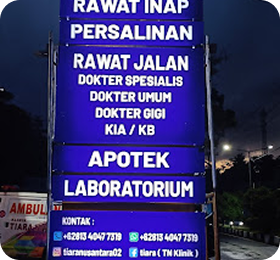 RAWAT INAP
PERSALINAN
RAWAT JALAN
DOKTER SPESIALIS
DOKTER UMUM
DOKTER GIGI
KIA / KB
APOTEK
LABORATORIUM
KONTAK :
+62813 4047 7319 +62813 4047 7319
tiaranusantara02 tiara ( TN Klinik )
AMBUL
TIARA